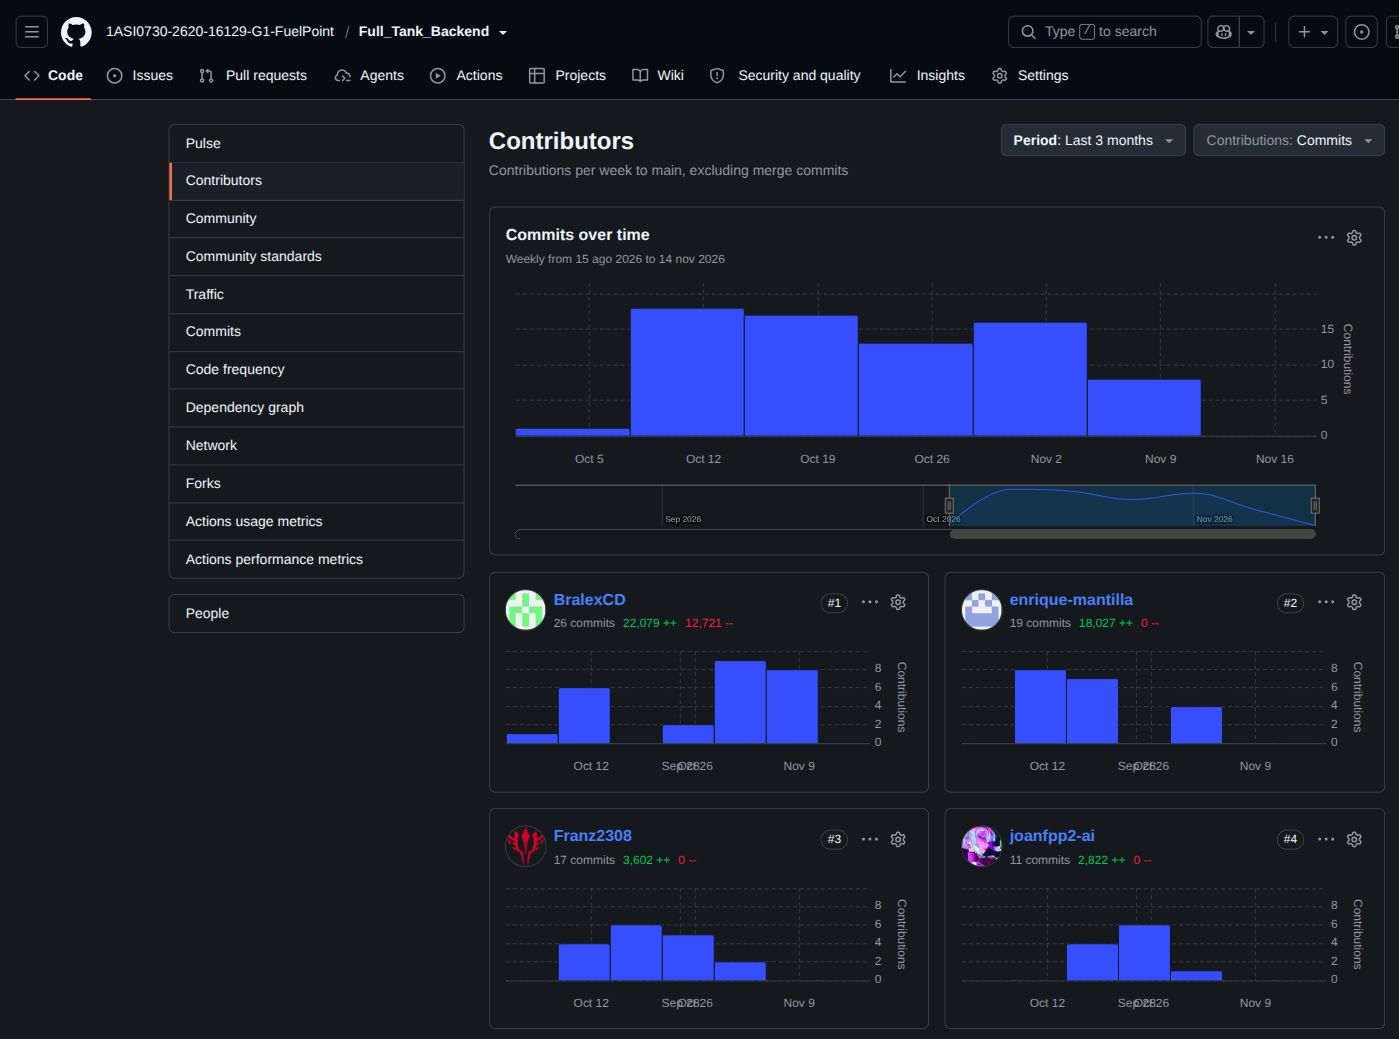 1ASI0730-2620-16129-G1-FuelPoint / Full_Tank_Backend
Type / to search
Code Issues Pull requests Agents Actions Projects Wiki Security and quality Insights Settings
Pulse
Contributors
Community
Community standards
Traffic
Commits
Code frequency
Dependency graph
Network
Forks
Actions usage metrics
Actions performance metrics
People
Contributors
Period: Last 3 months
Contributions: Commits
Contributions per week to main, excluding merge commits
Commits over time
Weekly from 15 ago 2026 to 14 nov 2026
15
10
5
0
Contributions
Oct 5 Oct 12 Oct 19 Oct 26 Nov 2 Nov 9 Nov 16
Sep 2026 Oct 2026 Nov 2026
BralexCD
#1
26 commits 22,079 ++ 12,721 --
8
6
4
2
0
Contributions
Oct 12 Nov 9
enrique-mantilla
#2
19 commits 18,027 ++ 0 --
8
6
4
2
0
Contributions
Oct 12 Nov 9
Franz2308
#3
17 commits 3,602 ++ 0 --
8
6
4
2
0
Contributions
Oct 12 Nov 9
joanfpp2-ai
#4
11 commits 2,822 ++ 0 --
8
6
4
2
0
Contributions
Oct 12 Nov 9